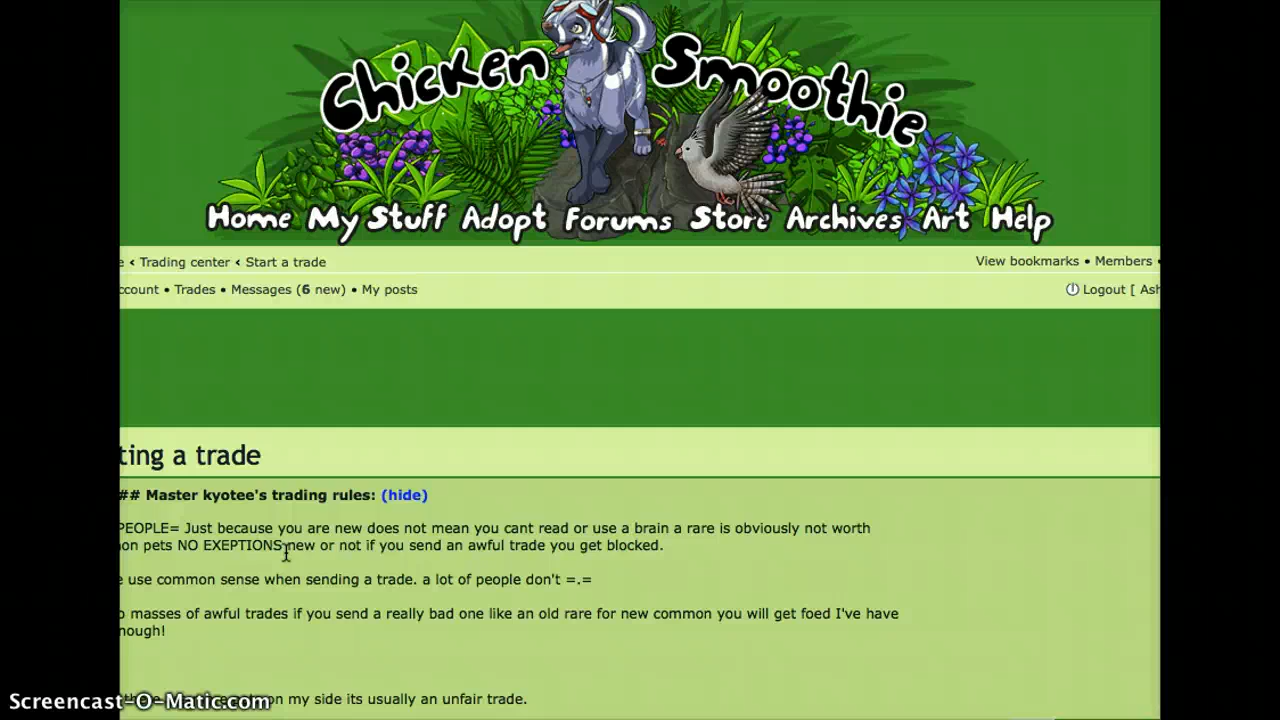 Chicken Smoothie
Home My Stuff Adopt Forums Store Archives Art Help
e ‹ Trading center ‹ Start a trade View bookmarks • Members •
ccount • Trades • Messages (6 new) • My posts Logout [ Ash
ting a trade
## Master kyotee's trading rules: (hide)
PEOPLE= Just because you are new does not mean you cant read or use a brain a rare is obviously not worth
on pets NO EXEPTIONS new or not if you send an awful trade you get blocked.
e use common sense when sending a trade. a lot of people don't =.=
o masses of awful trades if you send a really bad one like an old rare for new common you will get foed I've have
nough!
on my side its usually an unfair trade.
Screencast-O-Matic.com